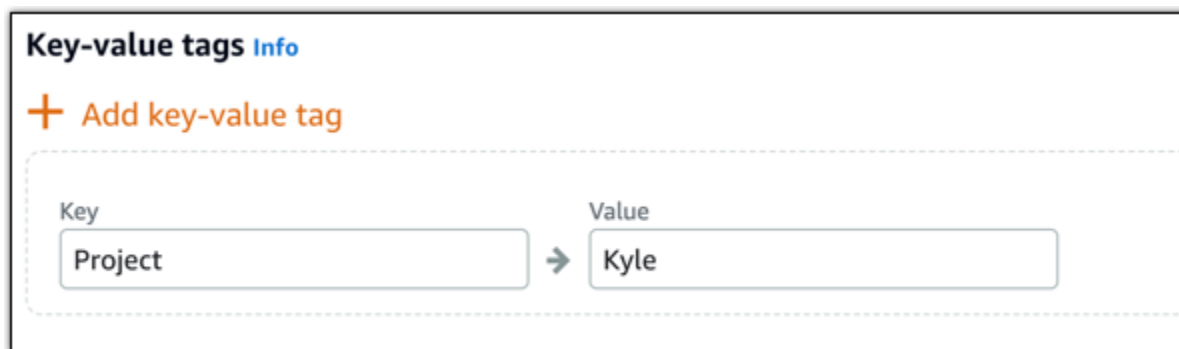 Key-value tags Info
+ Add key-value tag
Key Value
Project → Kyle